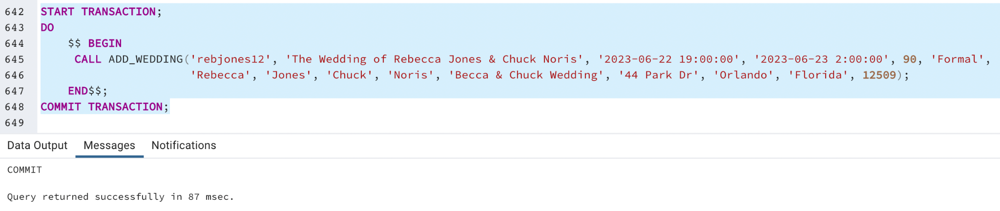 642 START TRANSACTION;
643 DO
644 $$ BEGIN
645 CALL ADD_WEDDING('rebjones12', 'The Wedding of Rebecca Jones & Chuck Noris', '2023-06-22 19:00:00', '2023-06-23 2:00:00', 90, 'Formal',
646 'Rebecca', 'Jones', 'Chuck', 'Noris', 'Becca & Chuck Wedding', '44 Park Dr', 'Orlando', 'Florida', 12509);
647 END$$;
648 COMMIT TRANSACTION;
649
Data Output Messages Notifications
COMMIT
Query returned successfully in 87 msec.